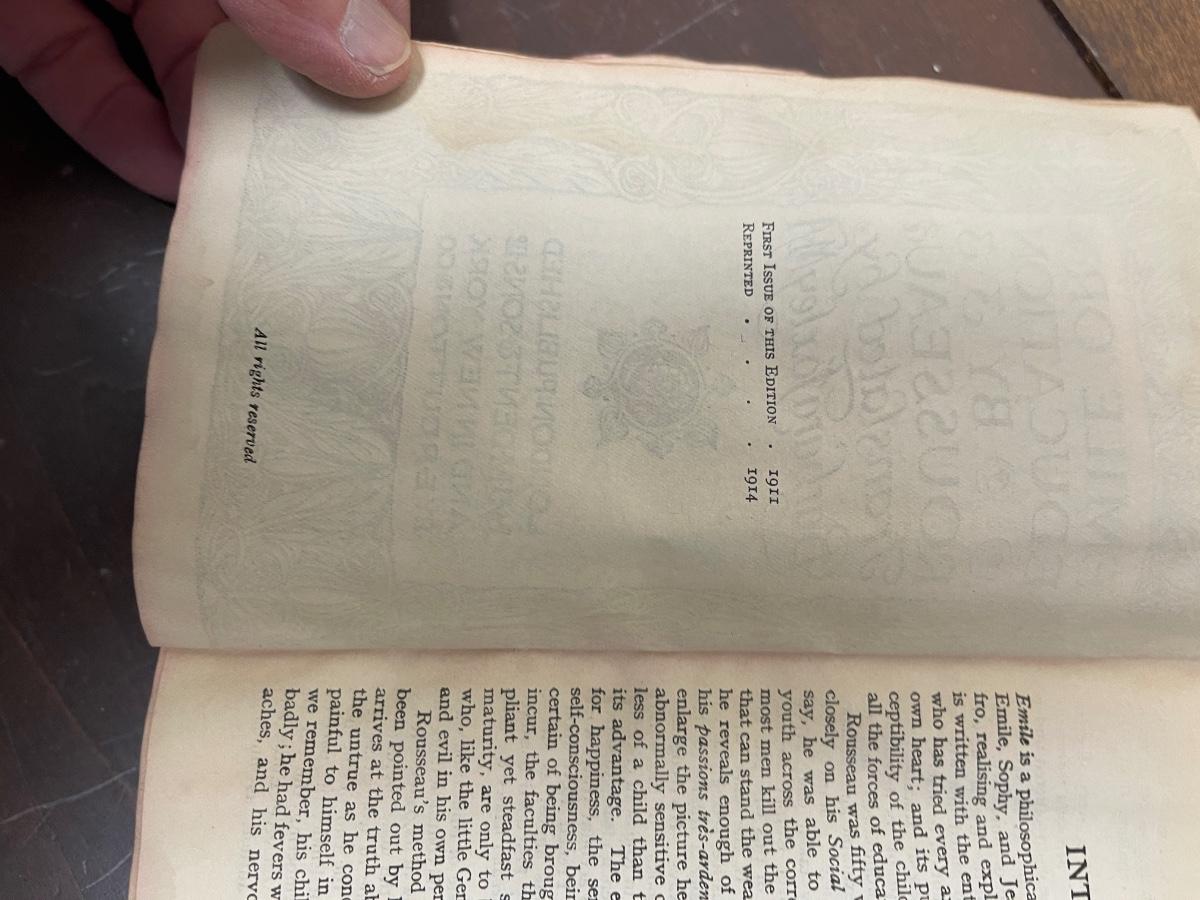 FIRST ISSUE OF THIS EDITION . 1911
REPRINTED . . . . 1914
All rights reserved
INT
Emile is a philosophica
Emile, Sophy, and Je
fro, realising and expl
is written with the ent
who has tried every a
own heart; and its pu
ceptibility of the chil
all the forces of educa
Rousseau was fifty
closely on his Social
say, he was able to
youth across the corr
most men kill out the
that can stand the wea
he reveals enough of
his passions très-arden
enlarge the picture he
abnormally sensitive
less of a child than t
its advantage. The e
for happiness, the se
self-consciousness, bein
certain of being broug
incur, the faculties th
pliant yet steadfast s
maturity, are only to
who, like the little Ger
and evil in his own per
Rousseau's method
been pointed out by
arrives at the truth ab
the untrue as he con
painful to himself in
we remember, his chil
badly; he had fevers w
aches, and his nervo